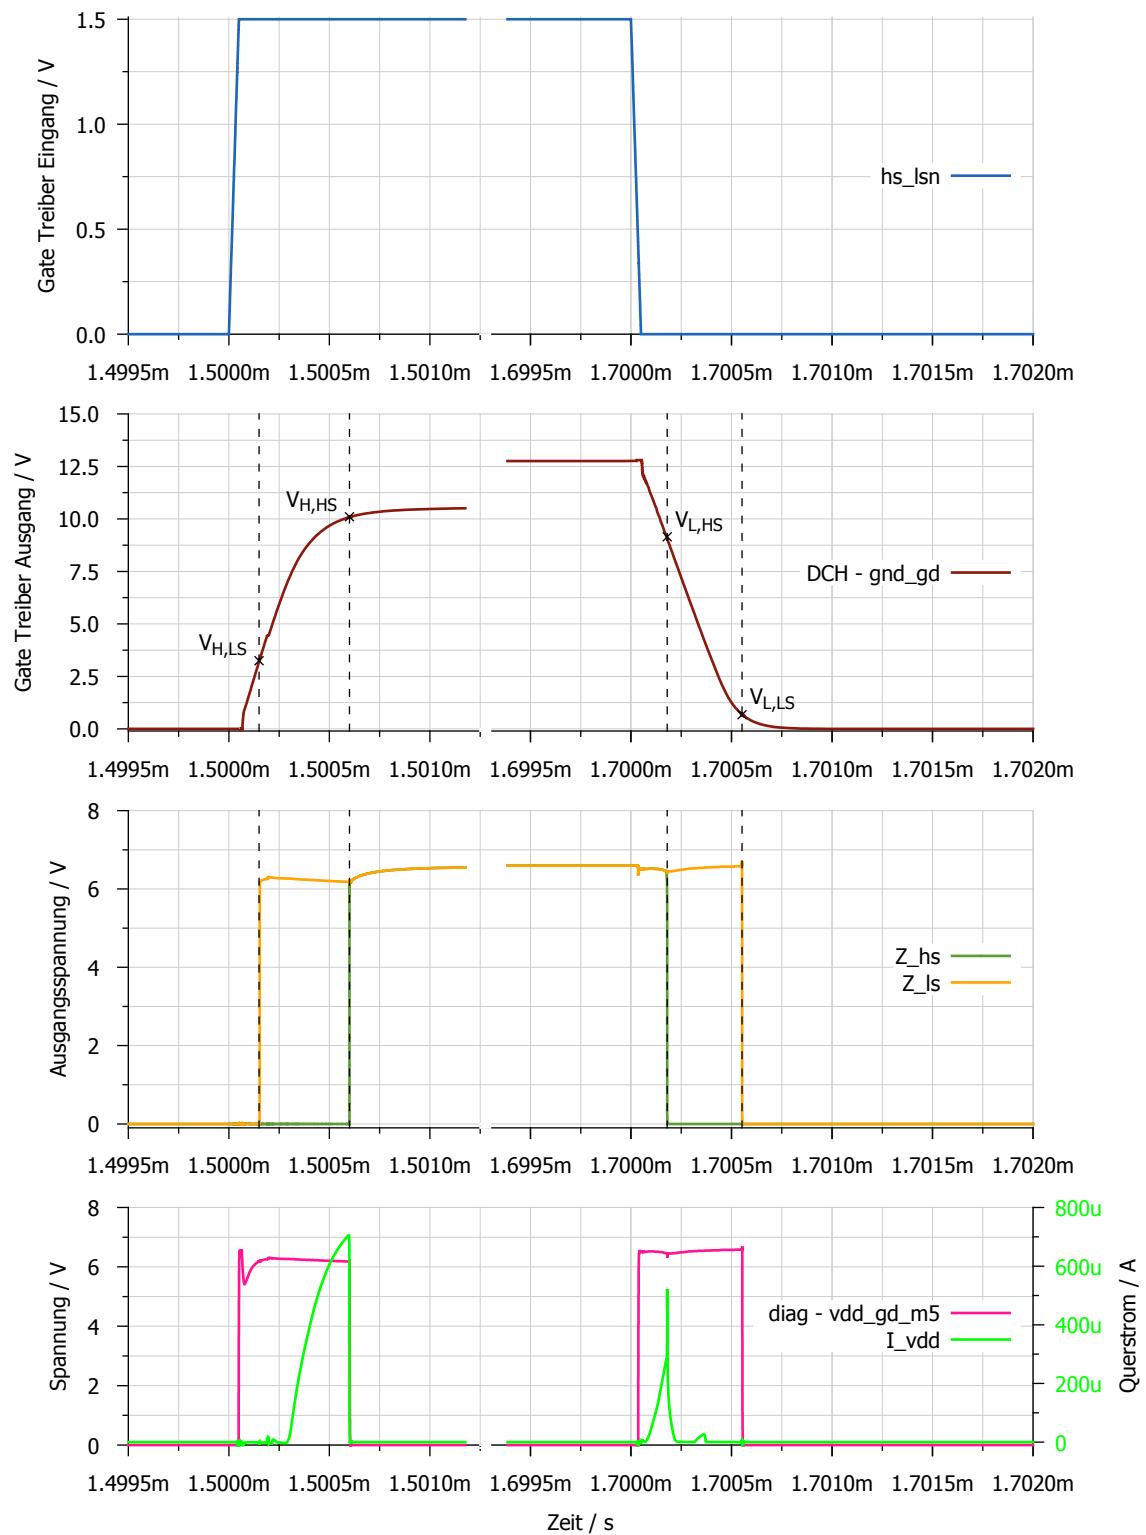 Gate Treiber Eingang / V
1.5
1.0
0.5
0.0
hs_lsn
1.4995m 1.5000m 1.5005m 1.5010m 1.6995m 1.7000m 1.7005m 1.7010m 1.7015m 1.7020m
Gate Treiber Ausgang / V
15.0
12.5
10.0
7.5
5.0
2.5
0.0
V_H,HS
V_H,LS
V_L,HS
V_L,LS
DCH - gnd_gd
1.4995m 1.5000m 1.5005m 1.5010m 1.6995m 1.7000m 1.7005m 1.7010m 1.7015m 1.7020m
Ausgangsspannung / V
8
6
4
2
0
Z_hs
Z_ls
1.4995m 1.5000m 1.5005m 1.5010m 1.6995m 1.7000m 1.7005m 1.7010m 1.7015m 1.7020m
Spannung / V
8
6
4
2
0
diag - vdd_gd_m5
I_vdd
800u
600u
400u
200u
0
Querstrom / A
1.4995m 1.5000m 1.5005m 1.5010m 1.6995m 1.7000m 1.7005m 1.7010m 1.7015m 1.7020m
Zeit / s